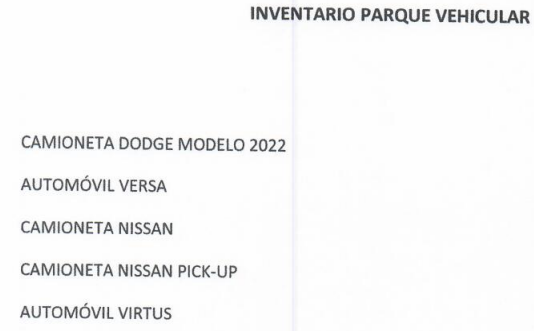 INVENTARIO PARQUE VEHICULAR
CAMIONETA DODGE MODELO 2022
AUTOMÓVIL VERSA
CAMIONETA NISSAN
CAMIONETA NISSAN PICK-UP
AUTOMÓVIL VIRTUS